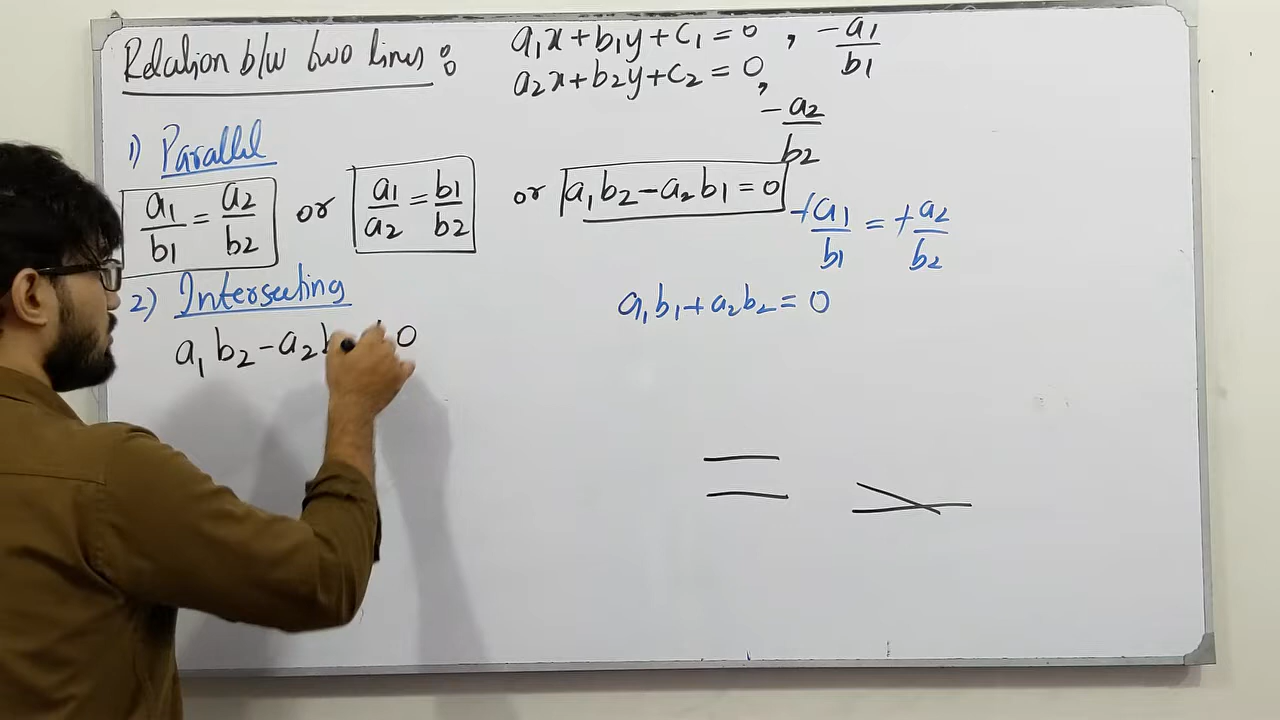 Relation b/w two lines :
a₁x+b₁y+c₁=0 , -a₁/b₁
a₂x+b₂y+c₂=0, -a₂/b₂
1) Parallel
a₁/b₁ = a₂/b₂ or a₁/a₂ = b₁/b₂ or a₁b₂-a₂b₁=0
+a₁/b₁ = +a₂/b₂
2) Intersecting
a₁b₁+a₂b₂=0
a₁b₂-a₂b 0